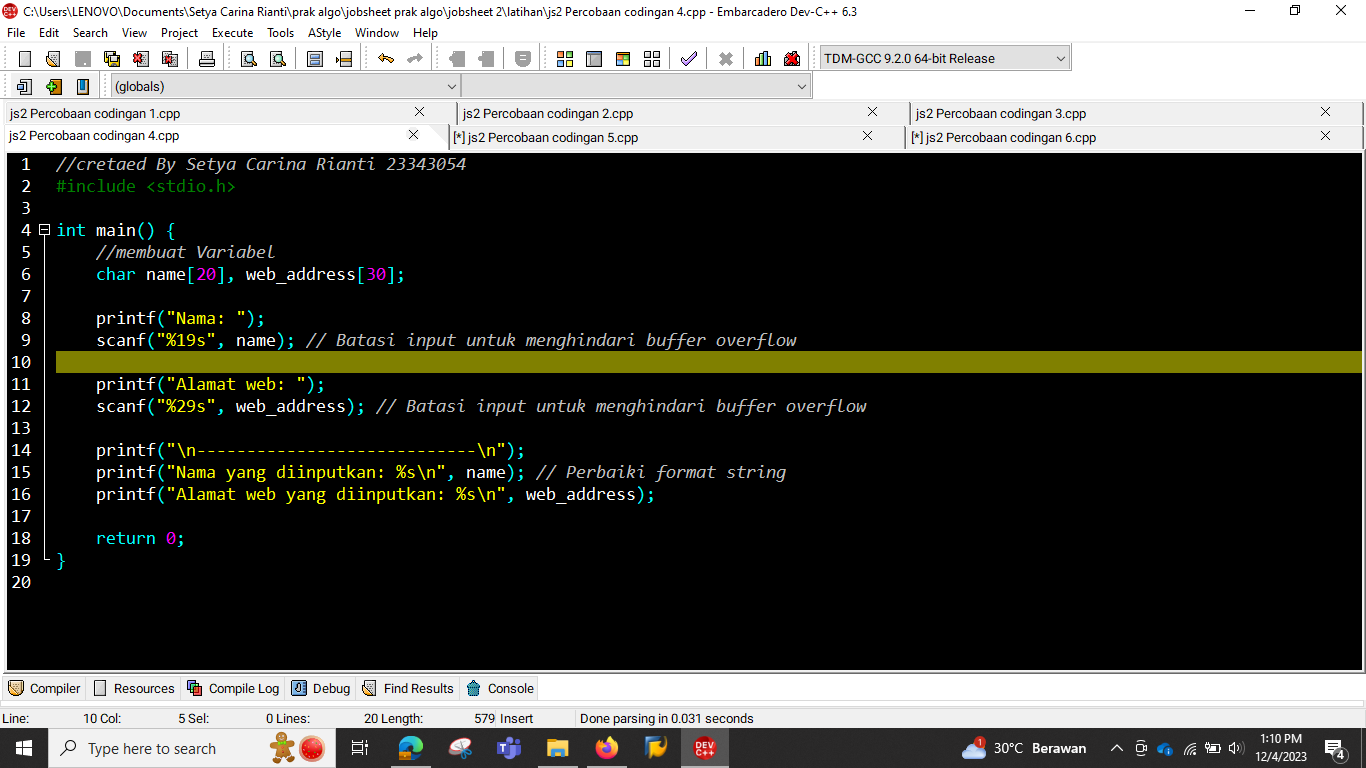 C:\Users\LENOVO\Documents\Setya Carina Rianti\prak algo\jobsheet prak algo\jobsheet 2\latihan\js2 Percobaan codingan 4.cpp - Embarcadero Dev-C++ 6.3
File Edit Search View Project Execute Tools AStyle Window Help
TDM-GCC 9.2.0 64-bit Release
(globals)
js2 Percobaan codingan 1.cpp js2 Percobaan codingan 2.cpp js2 Percobaan codingan 3.cpp
js2 Percobaan codingan 4.cpp [*] js2 Percobaan codingan 5.cpp [*] js2 Percobaan codingan 6.cpp
1 //cretaed By Setya Carina Rianti 23343054
2 #include <stdio.h>
3
4 int main() {
5 //membuat Variabel
6 char name[20], web_address[30];
7
8 printf("Nama: ");
9 scanf("%19s", name); // Batasi input untuk menghindari buffer overflow
10
11 printf("Alamat web: ");
12 scanf("%29s", web_address); // Batasi input untuk menghindari buffer overflow
13
14 printf("\n----------------------------\n");
15 printf("Nama yang diinputkan: %s\n", name); // Perbaiki format string
16 printf("Alamat web yang diinputkan: %s\n", web_address);
17
18 return 0;
19 }
20
Compiler Resources Compile Log Debug Find Results Console
Line: 10 Col: 5 Sel: 0 Lines: 20 Length: 579 Insert Done parsing in 0.031 seconds
Type here to search
DEV C++
1 30°C Berawan
1:10 PM
12/4/2023
4